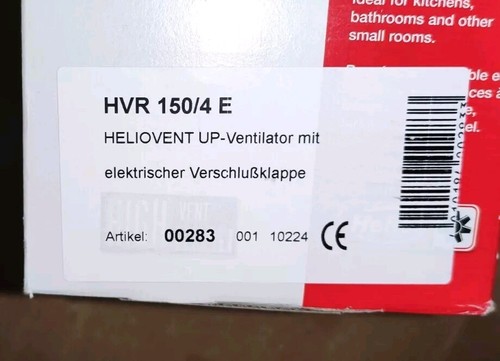 Ideal for kitchens,
bathrooms and other
small rooms.
HVR 150/4 E
HELIOVENT UP-Ventilator mit
elektrischer Verschlußklappe
Artikel: 00283 001 10224 CE